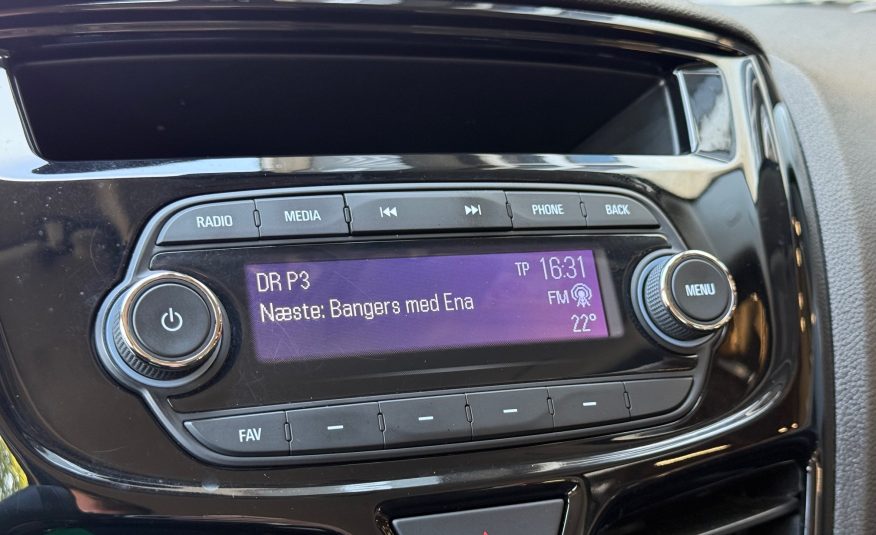 RADIO MEDIA PHONE BACK
DR P3 TP 16:31
Næste: Bangers med Ena FM
22°
MENU
FAV